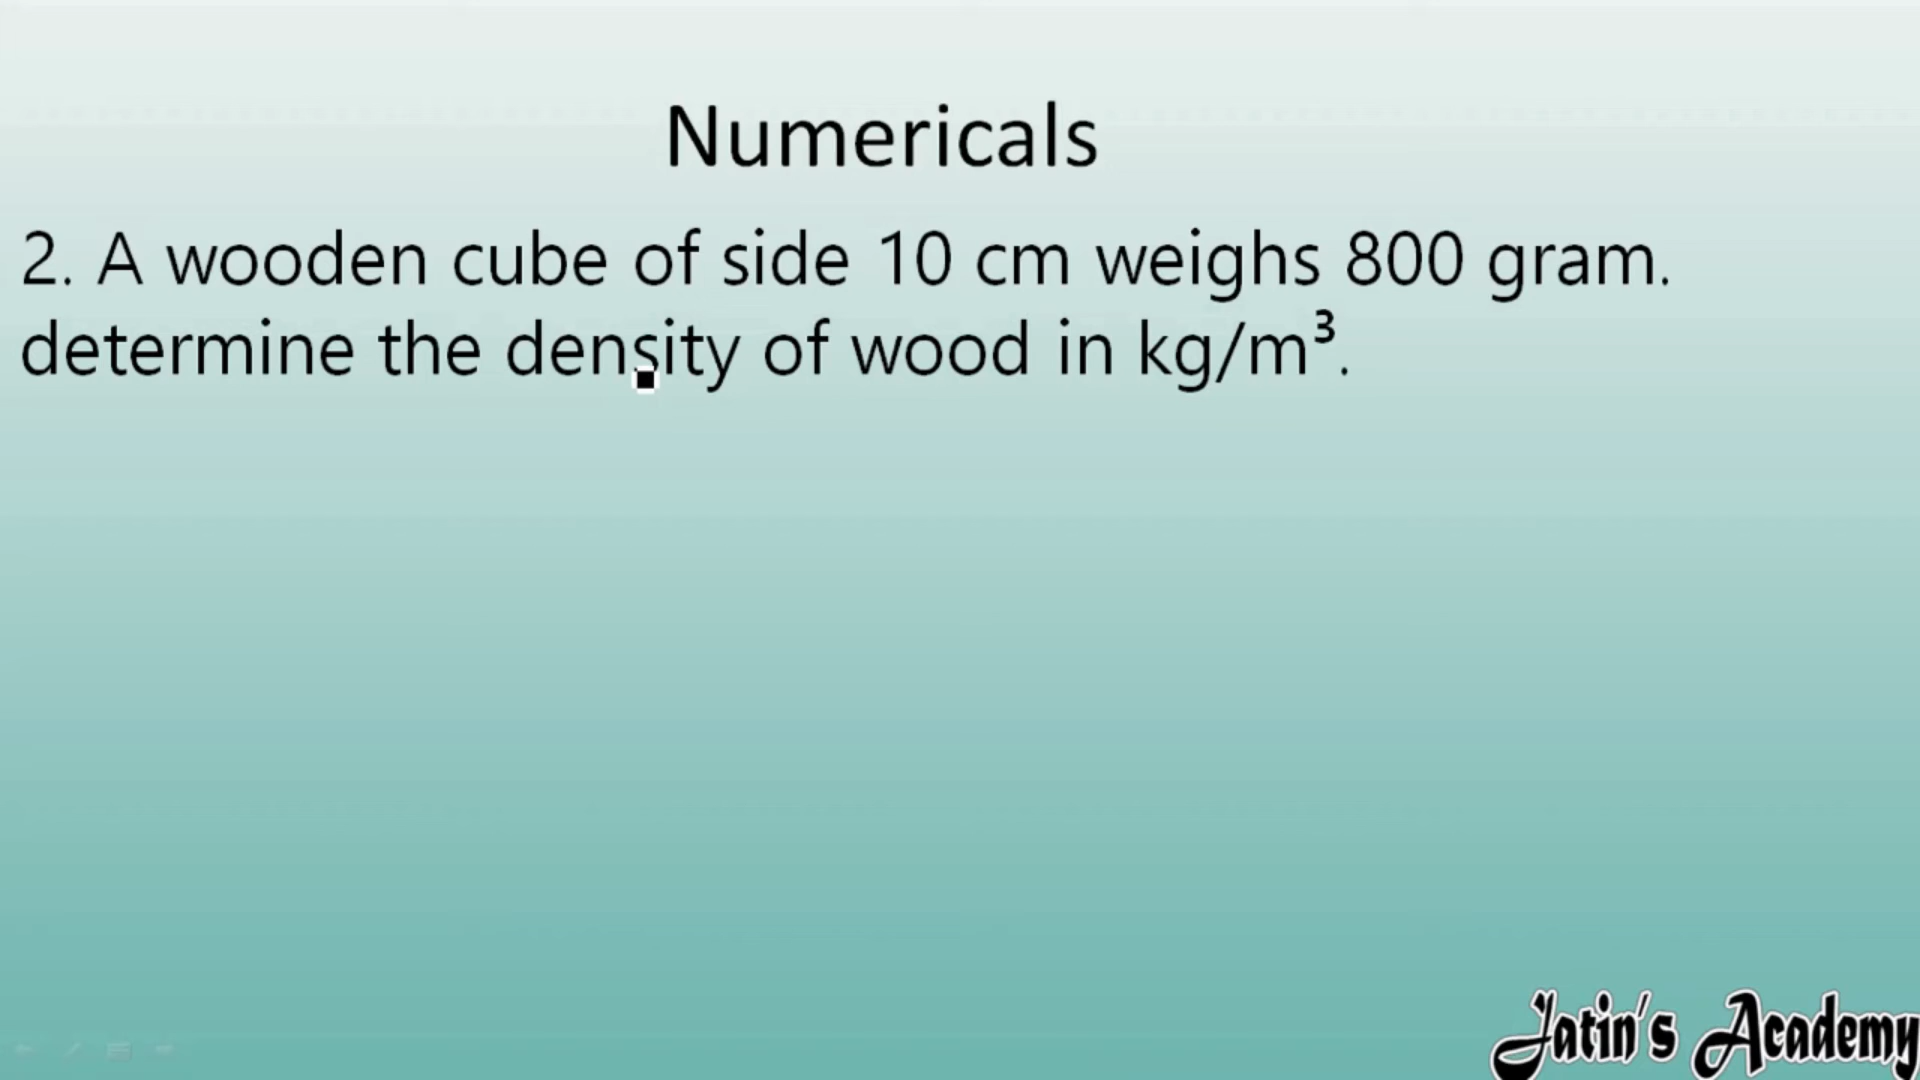 Numericals
2. A wooden cube of side 10 cm weighs 800 gram.
determine the density of wood in kg/m³.
Jatin's Academy